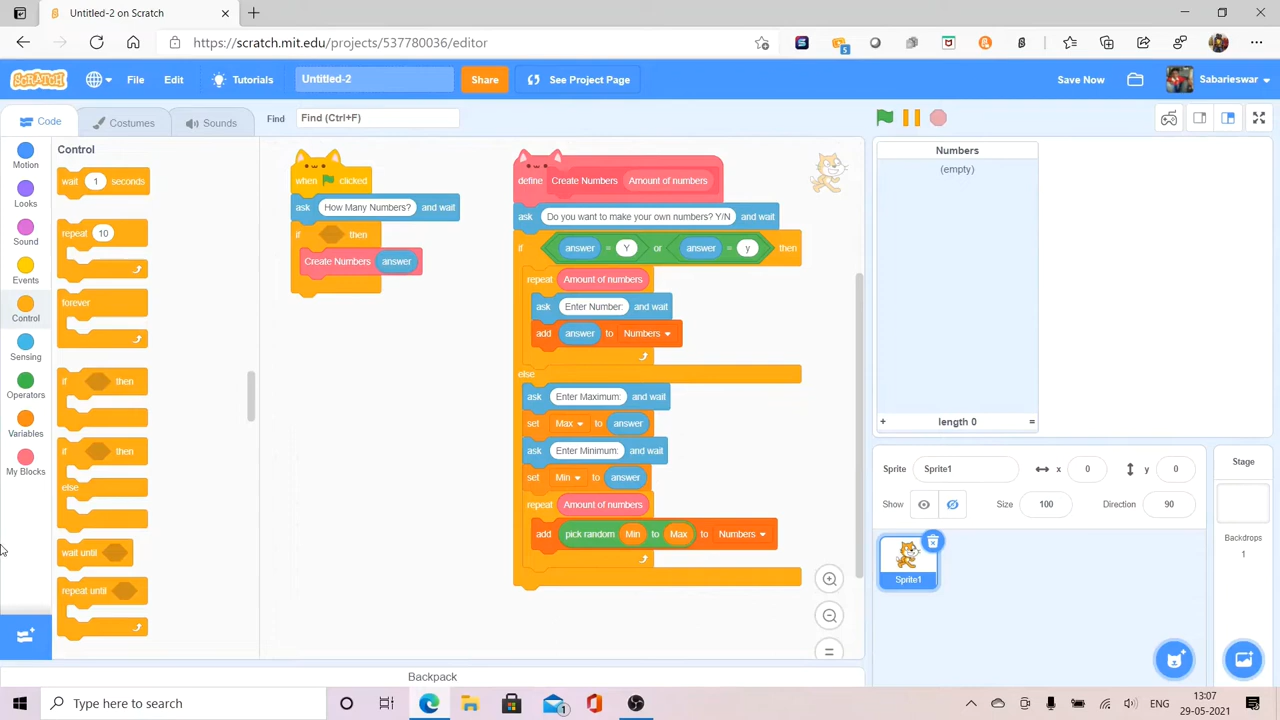 Untitled-2 on Scratch
https://scratch.mit.edu/projects/537780036/editor
5
SCRATCH
File
Edit
Tutorials
Untitled-2
Share
See Project Page
Save Now
Sabarieswar
Code
Costumes
Sounds
Find
Find (Ctrl+F)
Motion
Looks
Sound
Events
Control
Sensing
Operators
Variables
My Blocks
Control
wait 1 seconds
repeat 10
forever
if then
if then
else
wait until
repeat until
when clicked
ask How Many Numbers? and wait
if then
Create Numbers answer
define Create Numbers Amount of numbers
ask Do you want to make your own numbers? Y/N and wait
if answer = Y or answer = y then
repeat Amount of numbers
ask Enter Number: and wait
add answer to Numbers
else
ask Enter Maximum: and wait
set Max to answer
ask Enter Minimum: and wait
set Min to answer
repeat Amount of numbers
add pick random Min to Max to Numbers
Backpack
Numbers
(empty)
+ length 0 =
Sprite Sprite1 x 0 y 0
Show Size 100 Direction 90
Sprite1
Stage
Backdrops
1
Type here to search
1
ENG
13:07
29-05-2021